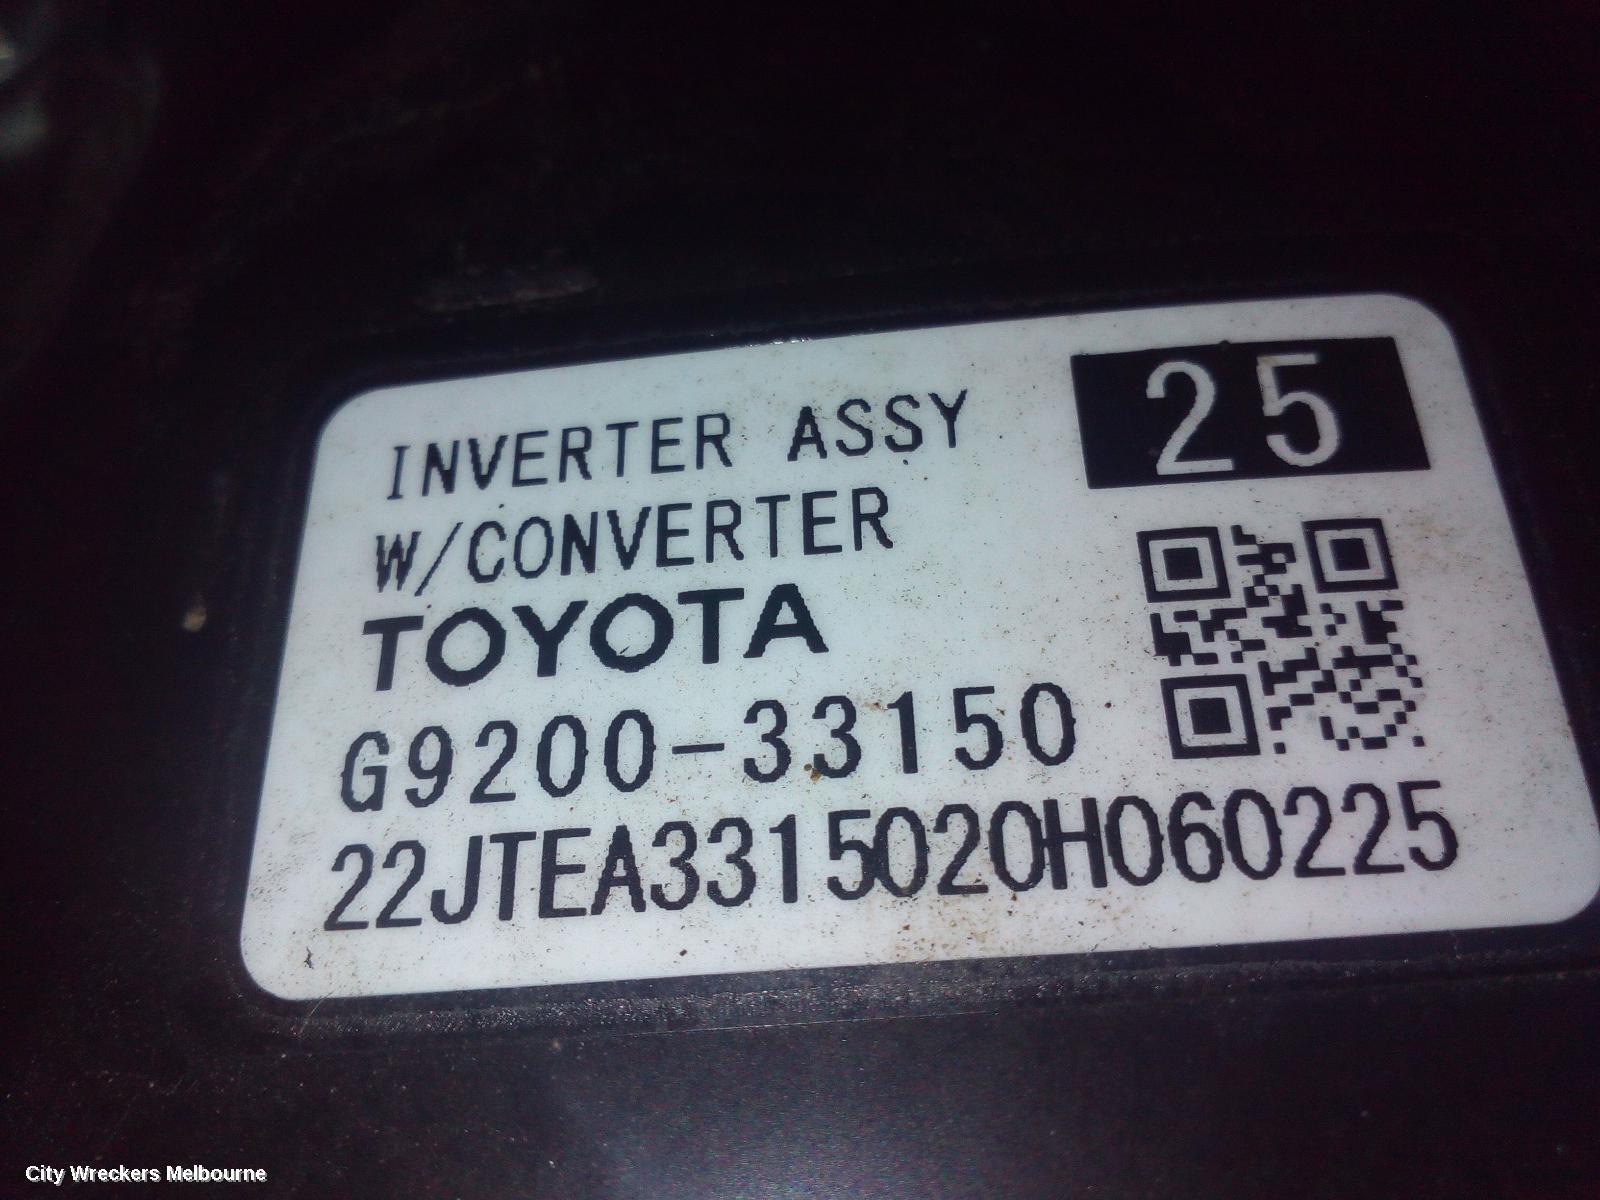 INVERTER ASSY
25
W/CONVERTER
TOYOTA
G9200-33150
22JTEA3315020H060225
City Wreckers Melbourne